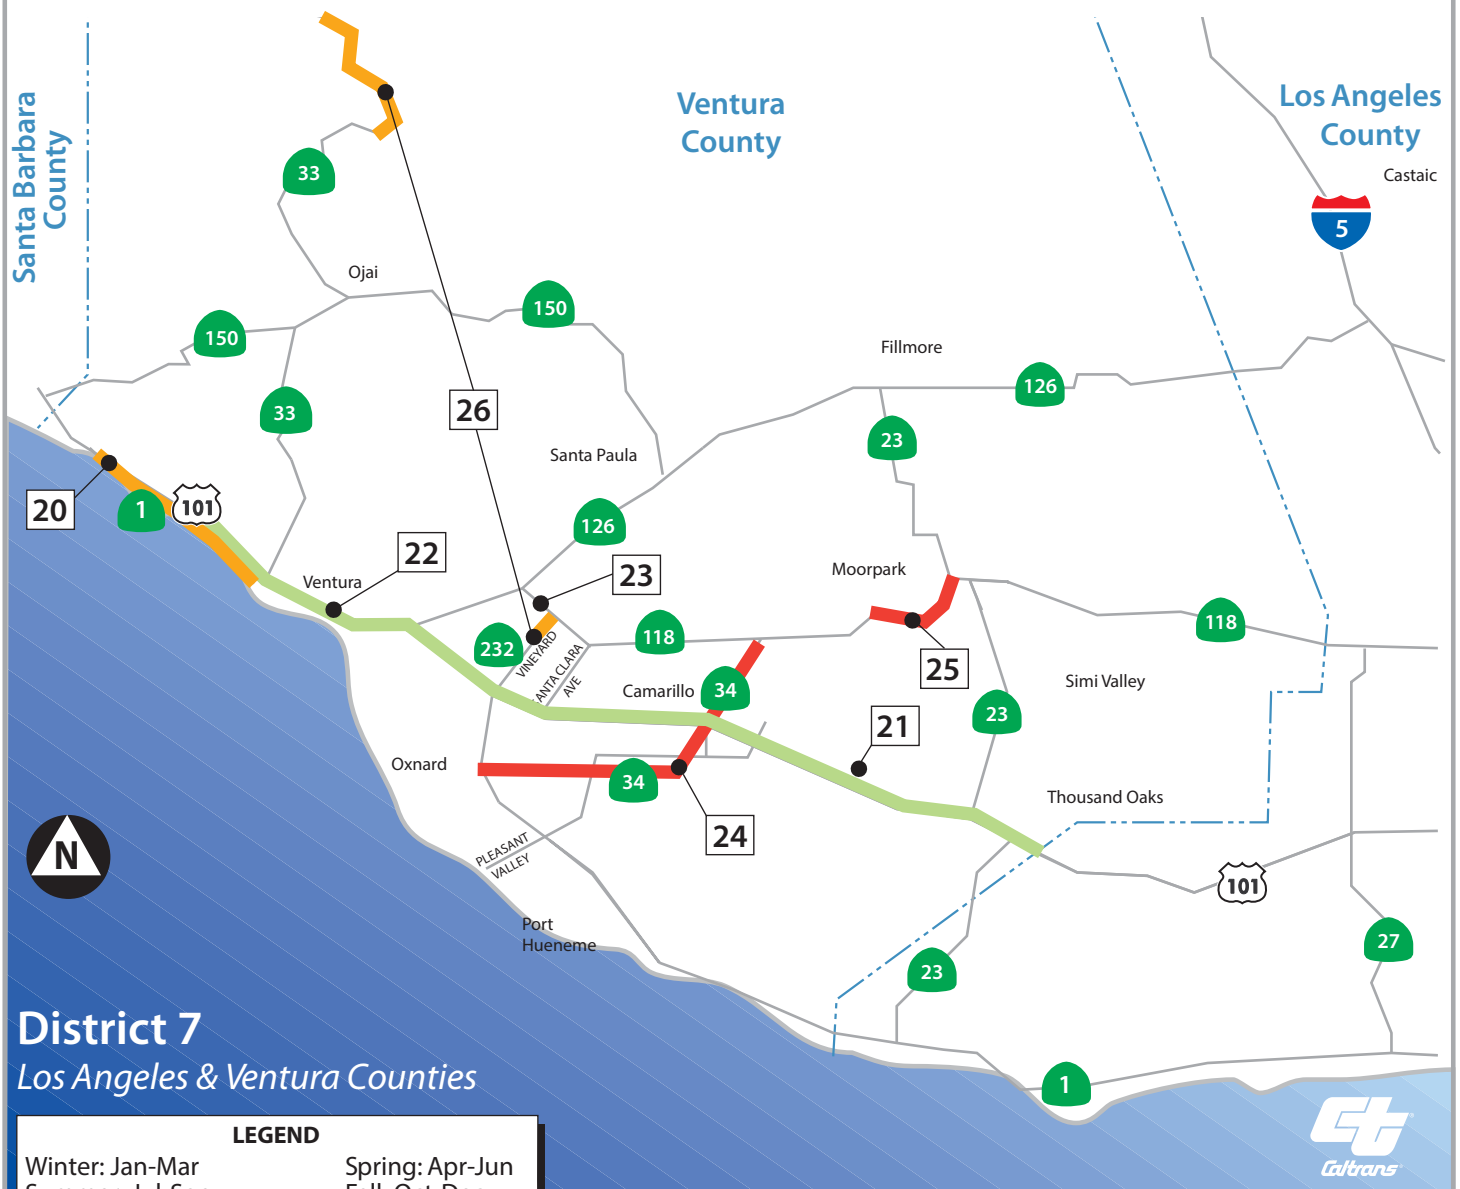 Santa Barbara
County
Ventura
County
Los Angeles
County
Castaic
5
33
Ojai
150
150
33
Fillmore
126
23
26
Santa Paula
20
1
101
126
22
23
Ventura
Moorpark
232
VINEYARD
SANTA CLARA
AVE
118
118
25
Simi Valley
Camarillo
34
23
21
Oxnard
34
Thousand Oaks
24
N
PLEASANT
VALLEY
101
Port
Hueneme
27
23
District 7
Los Angeles & Ventura Counties
1
LEGEND
Winter: Jan-Mar
Spring: Apr-Jun
Caltrans